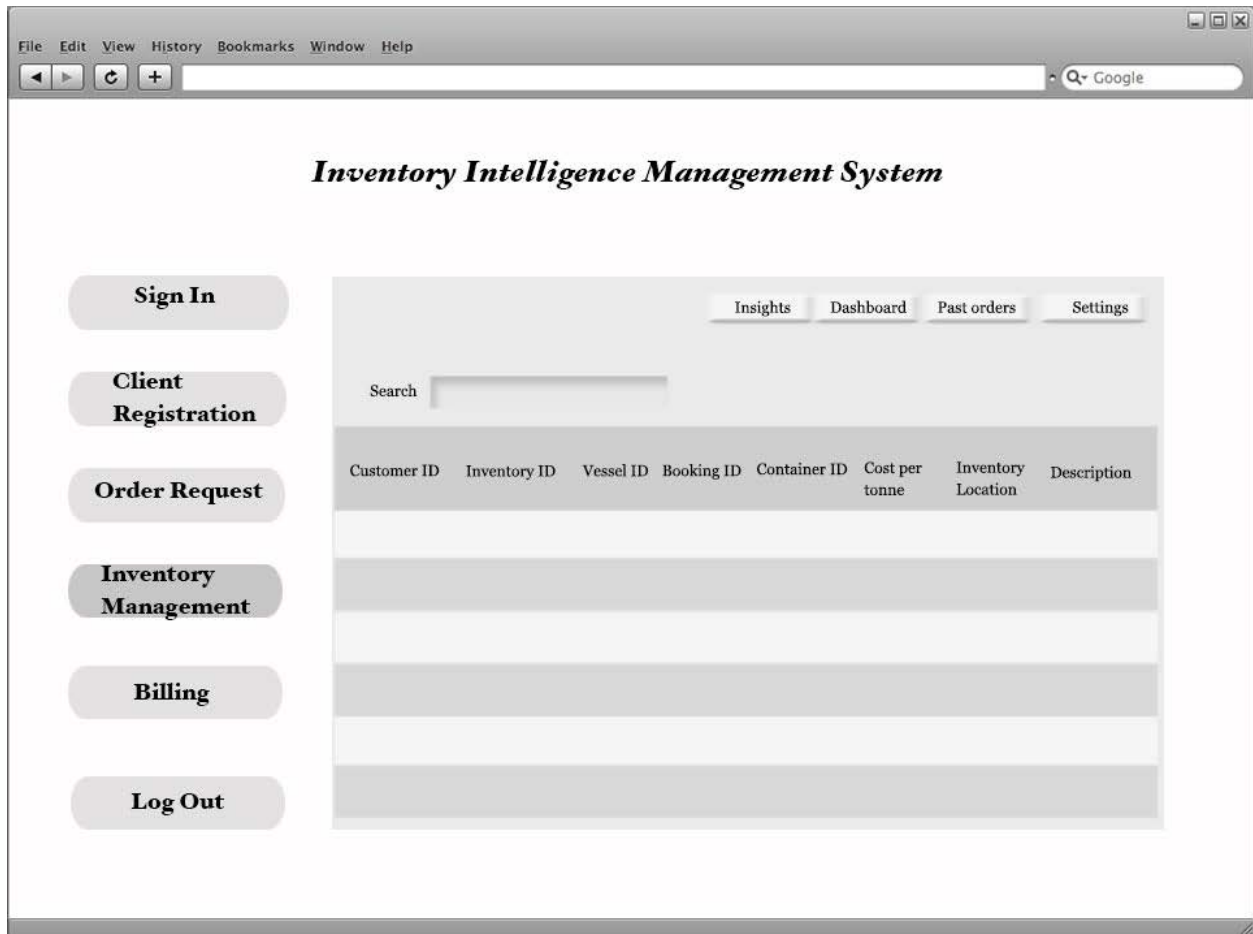 File Edit View History Bookmarks Window Help
Google
Inventory Intelligence Management System
Sign In
Client
Registration
Order Request
Inventory
Management
Billing
Log Out
Insights Dashboard Past orders Settings
Search
Customer ID Inventory ID Vessel ID Booking ID Container ID Cost per
tonne Inventory
Location Description